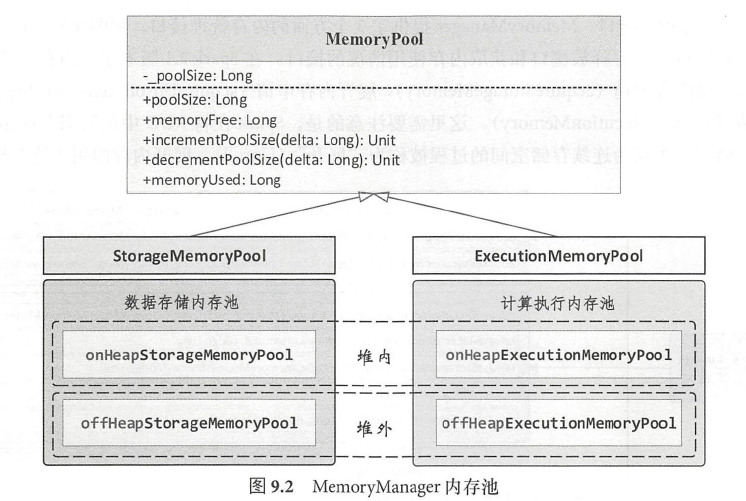 MemoryPool
-_poolSize: Long
+poolSize: Long
+memoryFree: Long
+incrementPoolSize(delta: Long): Unit
+decrementPoolSize(delta: Long): Unit
+memoryUsed: Long
StorageMemoryPool
ExecutionMemoryPool
数据存储内存池
计算执行内存池
onHeapStorageMemoryPool
堆内
onHeapExecutionMemoryPool
offHeapStorageMemoryPool
堆外
offHeapExecutionMemoryPool
图 9.2 MemoryManager 内存池